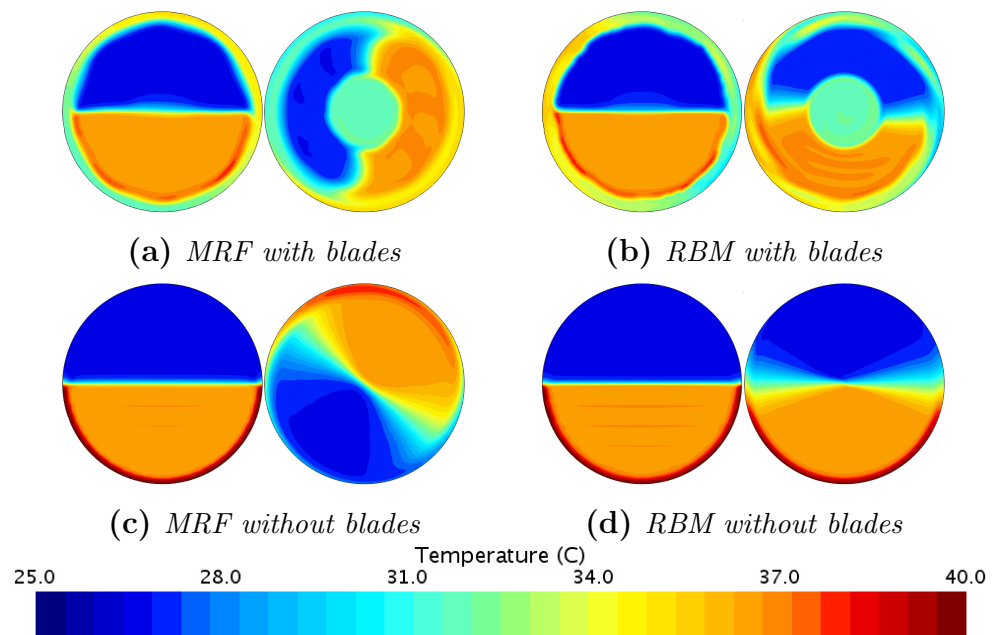 (a) MRF with blades (b) RBM with blades
(c) MRF without blades (d) RBM without blades
Temperature (C)
25.0 28.0 31.0 34.0 37.0 40.0